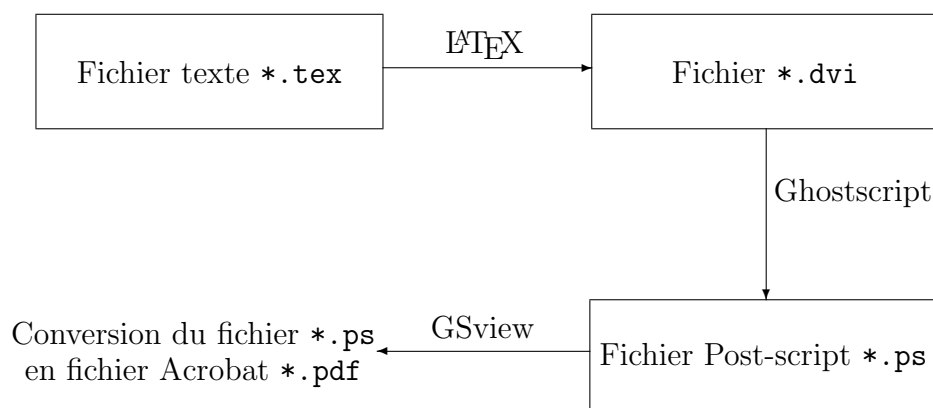 LATEX
Fichier texte *.tex
Fichier *.dvi
Ghostscript
Conversion du fichier *.ps
en fichier Acrobat *.pdf
GSview
Fichier Post-script *.ps